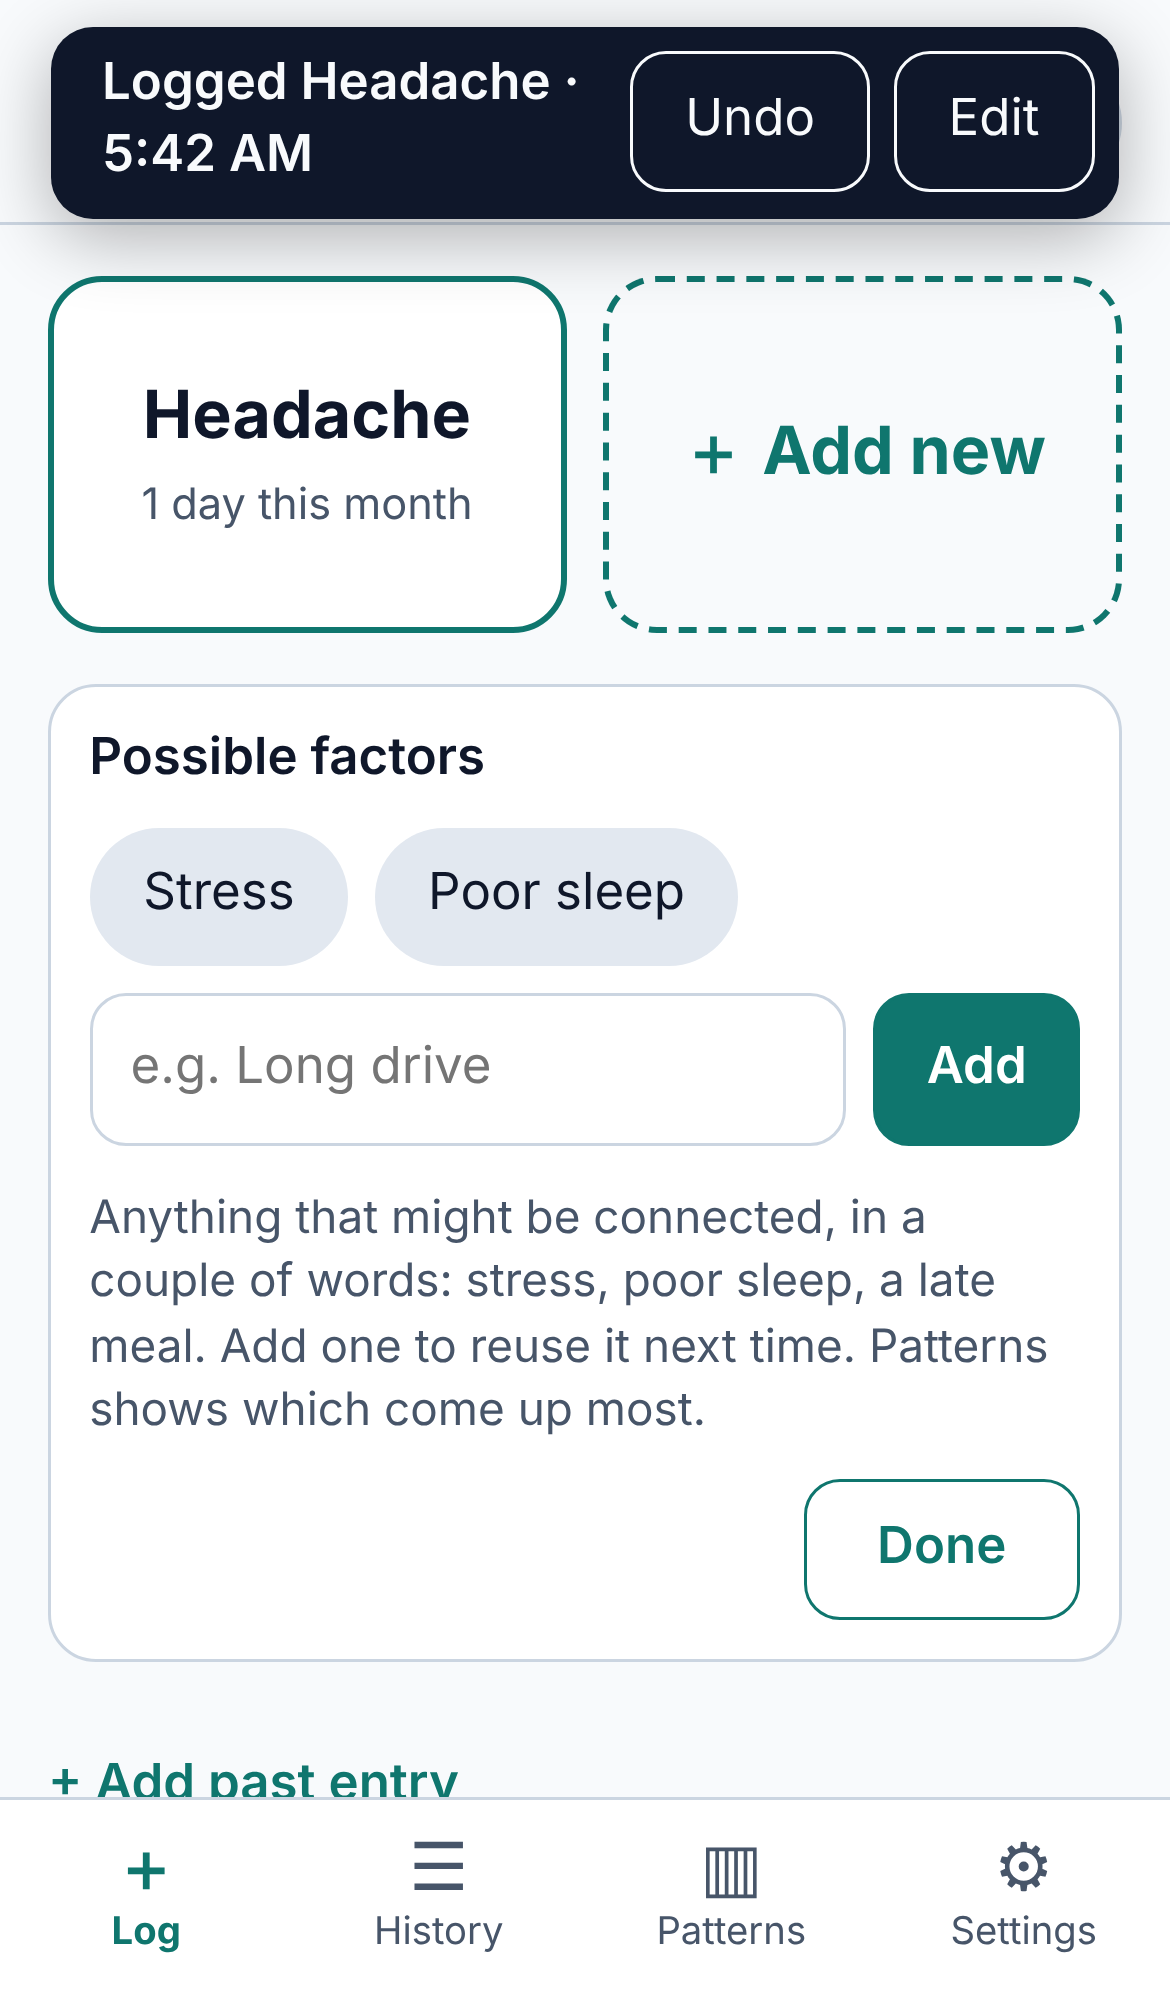 Logged Headache ·
5:42 AM
Undo
Edit
Headache
1 day this month
+ Add new
Possible factors
Stress
Poor sleep
e.g. Long drive
Add
Anything that might be connected, in a
couple of words: stress, poor sleep, a late
meal. Add one to reuse it next time. Patterns
shows which come up most.
Done
+ Add past entry
Log
History
Patterns
Settings